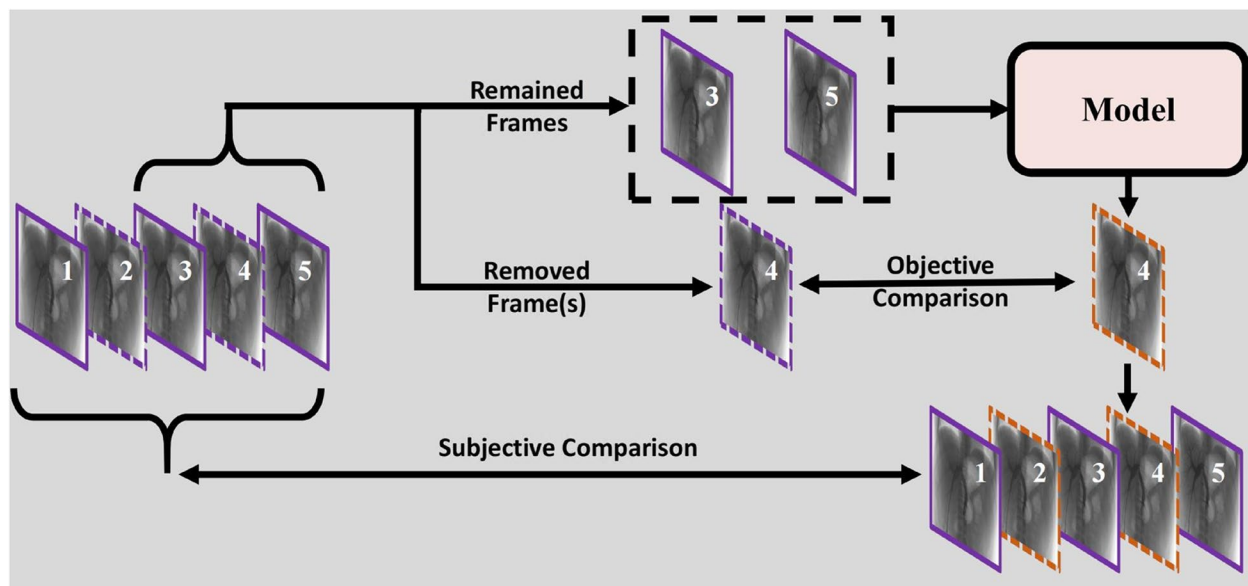 3
5
Model
Remained
Frames
1
2
3
4
5
Removed
Frame(s)
4
Objective
Comparison
4
Subjective Comparison
1
2
3
4
5